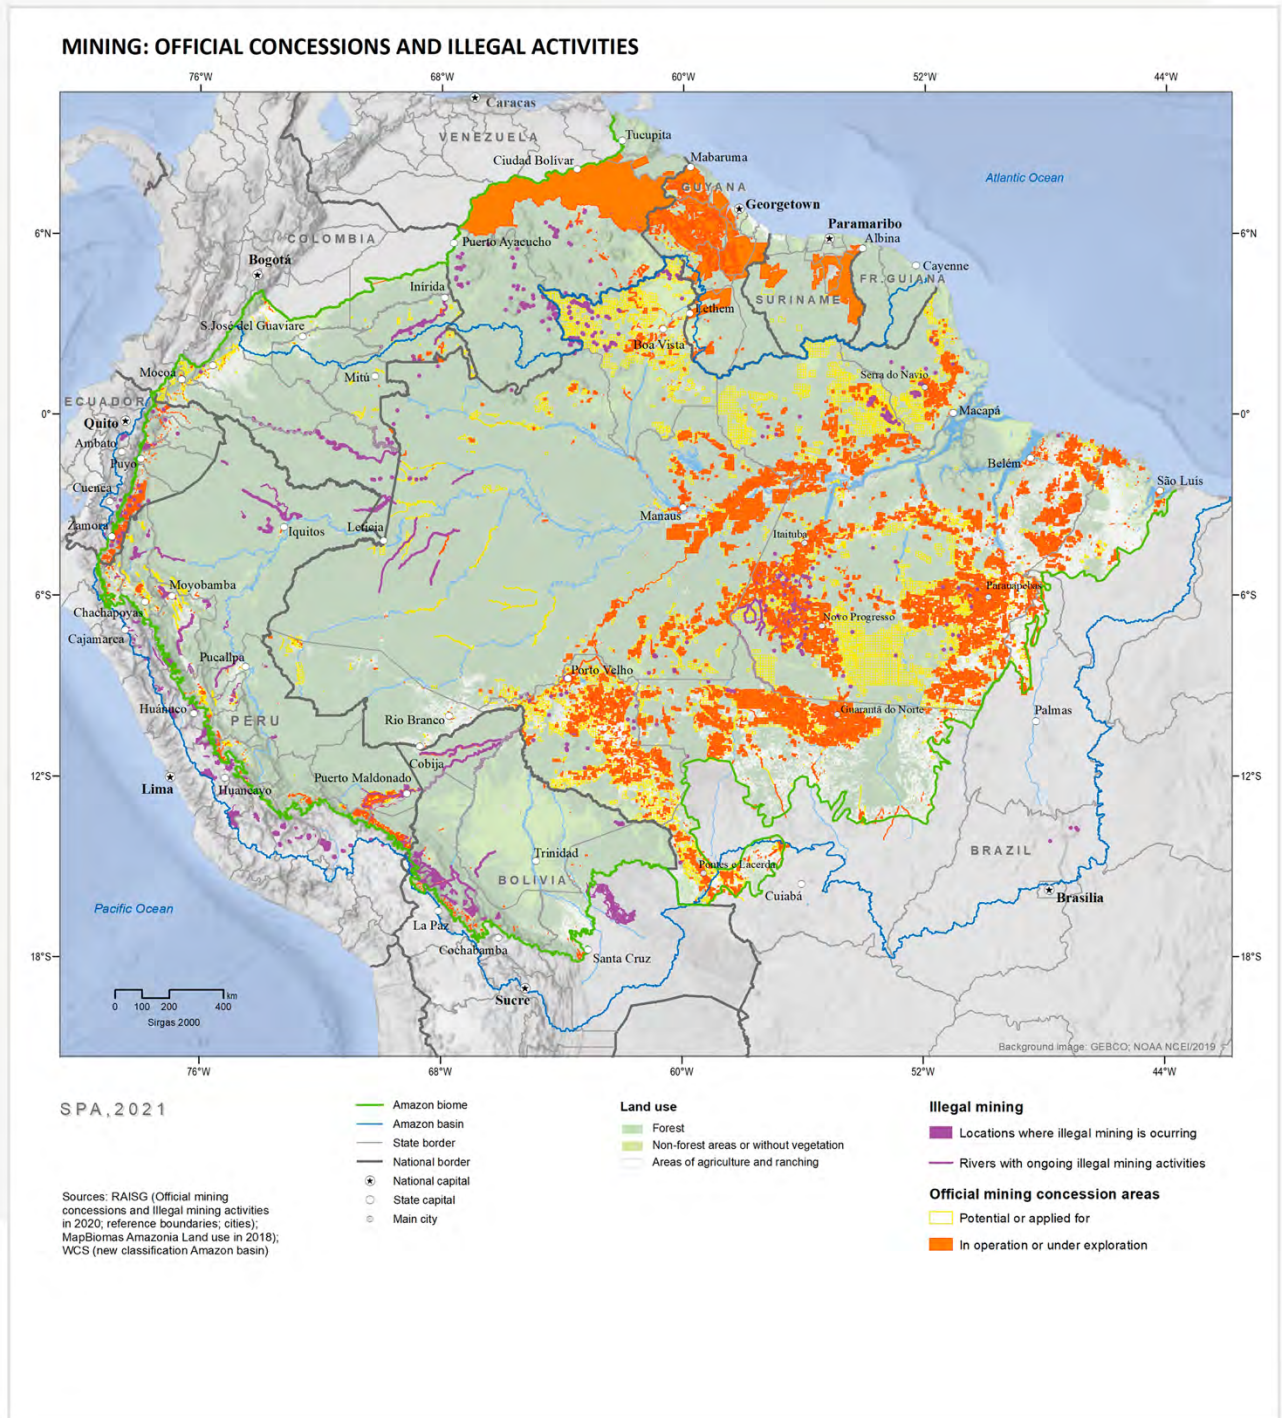 MINING: OFFICIAL CONCESSIONS AND ILLEGAL ACTIVITIES
76°W
68°W
60°W
52°W
44°W
Caracas
VENEZUELA
Tucupita
Ciudad Bolívar
Mabaruma
GUYANA
Atlantic Ocean
Georgetown
Paramaribo
6°N
6°N
COLOMBIA
Puerto Ayacucho
Albina
Bogotá
Cayenne
FR.GUIANA
Inírida
SURINAME
Lethem
S.José del Guaviare
Boa Vista
Mocoa
Mitú
Serra do Navio
ECUADOR
0°
Macapá
0°
Quito
Ambato
Puyo
Belém
Cuenca
São Luis
Manaus
Zamora
Iquitos
Leticia
Itaituba
Moyobamba
Parauapebas
6°S
6°S
Chachapoyas
Novo Progresso
Cajamarca
Pucallpa
Porto Velho
Huánuco
Guarantã do Norte
Palmas
PERU
Rio Branco
Cobija
12°S
Puerto Maldonado
12°S
Lima
Huancayo
BRAZIL
Trinidad
Pontes e Lacerda
BOLIVIA
Cuiabá
Brasilia
Pacific Ocean
La Paz
Cochabamba
18°S
Santa Cruz
18°S
Sucre
km
0 100 200 400
Sirgas 2000
Background image: GEBCO; NOAA NCEI/2019
76°W
68°W
60°W
52°W
44°W
SPA,2021
Amazon biome
Amazon basin
State border
National border
National capital
State capital
Main city
Land use
Forest
Non-forest areas or without vegetation
Areas of agriculture and ranching
Illegal mining
Locations where illegal mining is ocurring
Rivers with ongoing illegal mining activities
Official mining concession areas
Potential or applied for
In operation or under exploration
Sources: RAISG (Official mining
concessions and Illegal mining activities
in 2020; reference boundaries; cities);
MapBiomas Amazonia Land use in 2018);
WCS (new classification Amazon basin)